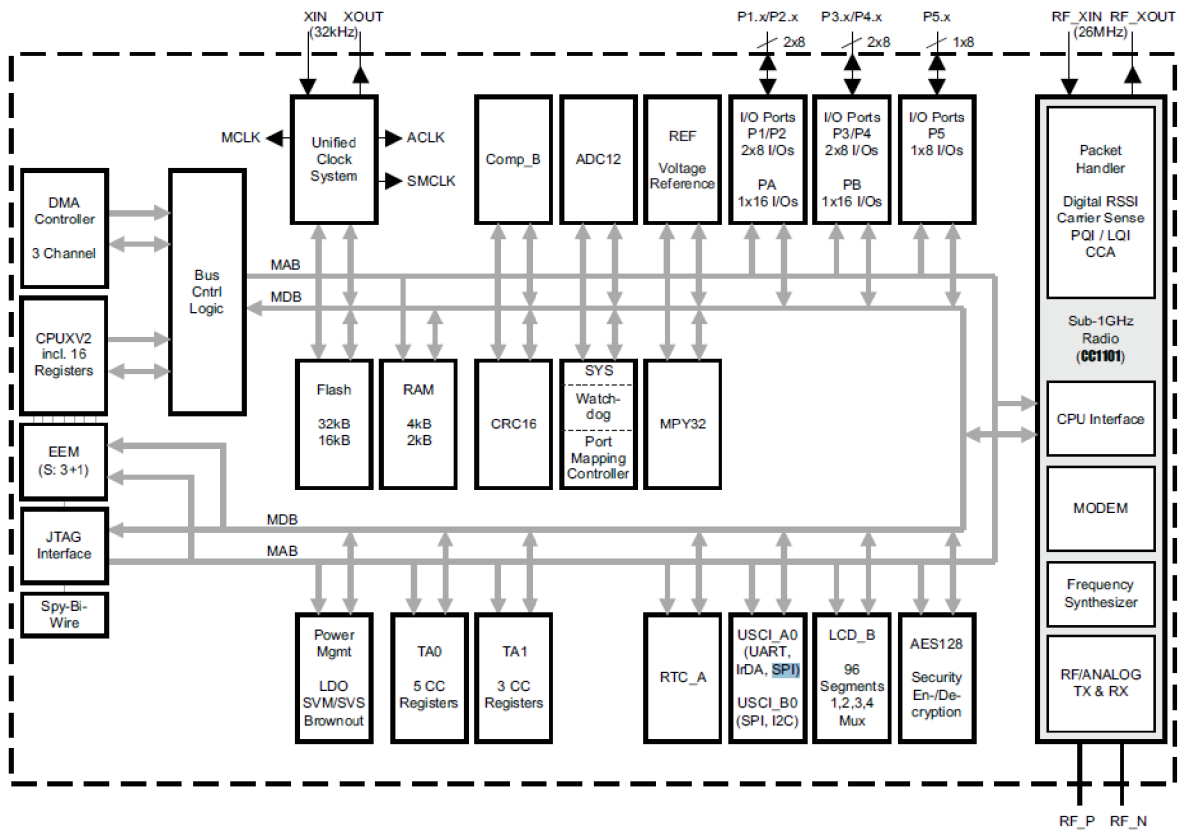 XIN
XOUT
(32kHz)
P1.x/P2.x
2x8
P3.x/P4.x
2x8
P5.x
1x8
RF_XIN
RF_XOUT
(26MHz)
MCLK
Unified
Clock
System
ACLK
SMCLK
Comp_B
ADC12
REF
Voltage
Reference
I/O Ports
P1/P2
2x8 I/Os
PA
1x16 I/Os
I/O Ports
P3/P4
2x8 I/Os
PB
1x16 I/Os
I/O Ports
P5
1x8 I/Os
Packet
Handler
Digital RSSI
Carrier Sense
PQI / LQI
CCA
DMA
Controller
3 Channel
Bus
Cntrl
Logic
MAB
MDB
CPUXV2
incl. 16
Registers
Sub-1GHz
Radio
(CC1101)
Flash
32kB
16kB
RAM
4kB
2kB
CRC16
SYS
Watch-
dog
Port
Mapping
Controller
MPY32
CPU Interface
EEM
(S: 3+1)
MODEM
JTAG
Interface
MDB
MAB
Frequency
Synthesizer
Spy-Bi-
Wire
Power
Mgmt
LDO
SVM/SVS
Brownout
TA0
5 CC
Registers
TA1
3 CC
Registers
RTC_A
USCI_A0
(UART,
IrDA, SPI)
USCI_B0
(SPI, I2C)
LCD_B
96
Segments
1,2,3,4
Mux
AES128
Security
En-/De-
cryption
RF/ANALOG
TX & RX
RF_P
RF_N